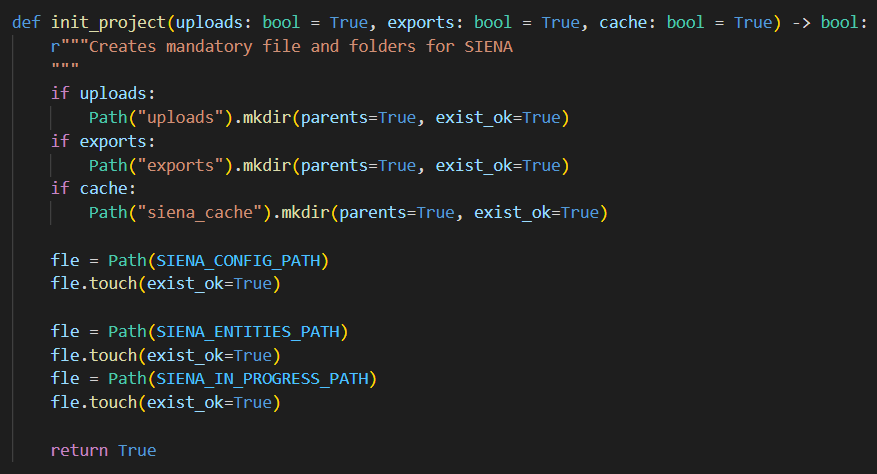 def init_project(uploads: bool = True, exports: bool = True, cache: bool = True) -> bool:
    r"""Creates mandatory file and folders for SIENA
    """
    if uploads:
        Path("uploads").mkdir(parents=True, exist_ok=True)
    if exports:
        Path("exports").mkdir(parents=True, exist_ok=True)
    if cache:
        Path("siena_cache").mkdir(parents=True, exist_ok=True)

    fle = Path(SIENA_CONFIG_PATH)
    fle.touch(exist_ok=True)

    fle = Path(SIENA_ENTITIES_PATH)
    fle.touch(exist_ok=True)
    fle = Path(SIENA_IN_PROGRESS_PATH)
    fle.touch(exist_ok=True)

    return True